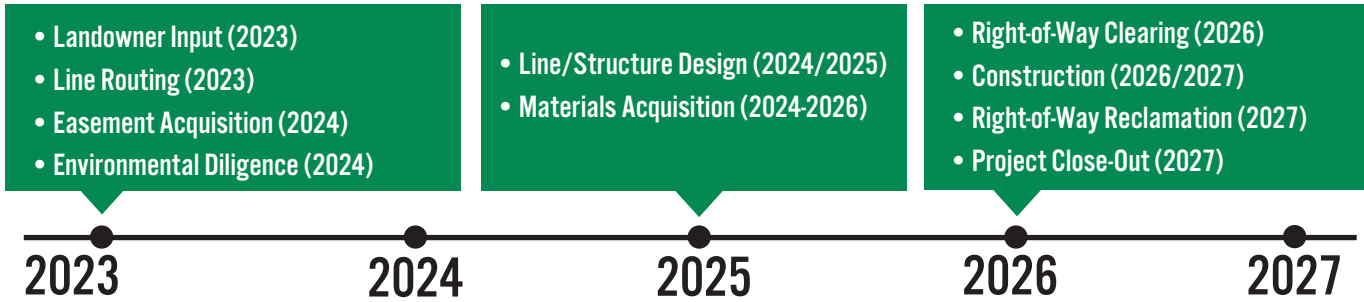 • Landowner Input (2023)
• Line Routing (2023)
• Easement Acquisition (2024)
• Environmental Diligence (2024)
• Line/Structure Design (2024/2025)
• Materials Acquisition (2024-2026)
• Right-of-Way Clearing (2026)
• Construction (2026/2027)
• Right-of-Way Reclamation (2027)
• Project Close-Out (2027)
2023 2024 2025 2026 2027